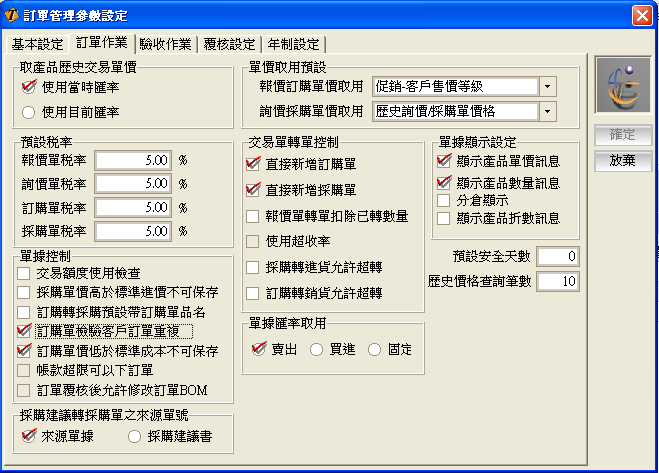 訂單管理參數設定
基本設定 訂單作業 驗收作業 覆核設定 年制設定
取產品歷史交易單價
使用當時匯率
使用目前匯率
預設稅率
報價單稅率 5.00 %
詢價單稅率 5.00 %
訂購單稅率 5.00 %
採購單稅率 5.00 %
單據控制
交易額度使用檢查
採購單價高於標準進價不可保存
訂購轉採購預設帶訂購單品名
訂購單檢驗客戶訂單重複
訂購單價低於標準成本不可保存
帳款超限可以下訂單
訂單覆核後允許修改訂單BOM
採購建議轉採購單之來源單號
來源單據 採購建議書
單價取用預設
報價訂購單價取用 促銷-客戶售價等級
詢價採購單價取用 歷史詢價/採購單價格
交易單轉單控制
直接新增訂購單
直接新增採購單
報價單轉單扣除已轉數量
使用超收率
採購轉進貨允許超轉
訂購轉銷貨允許超轉
單據匯率取用
賣出 買進 固定
單據顯示設定
顯示產品單價訊息
顯示產品數量訊息
分倉顯示
顯示產品折數訊息
預設安全天數 0
歷史價格查詢筆數 10
確定
放棄